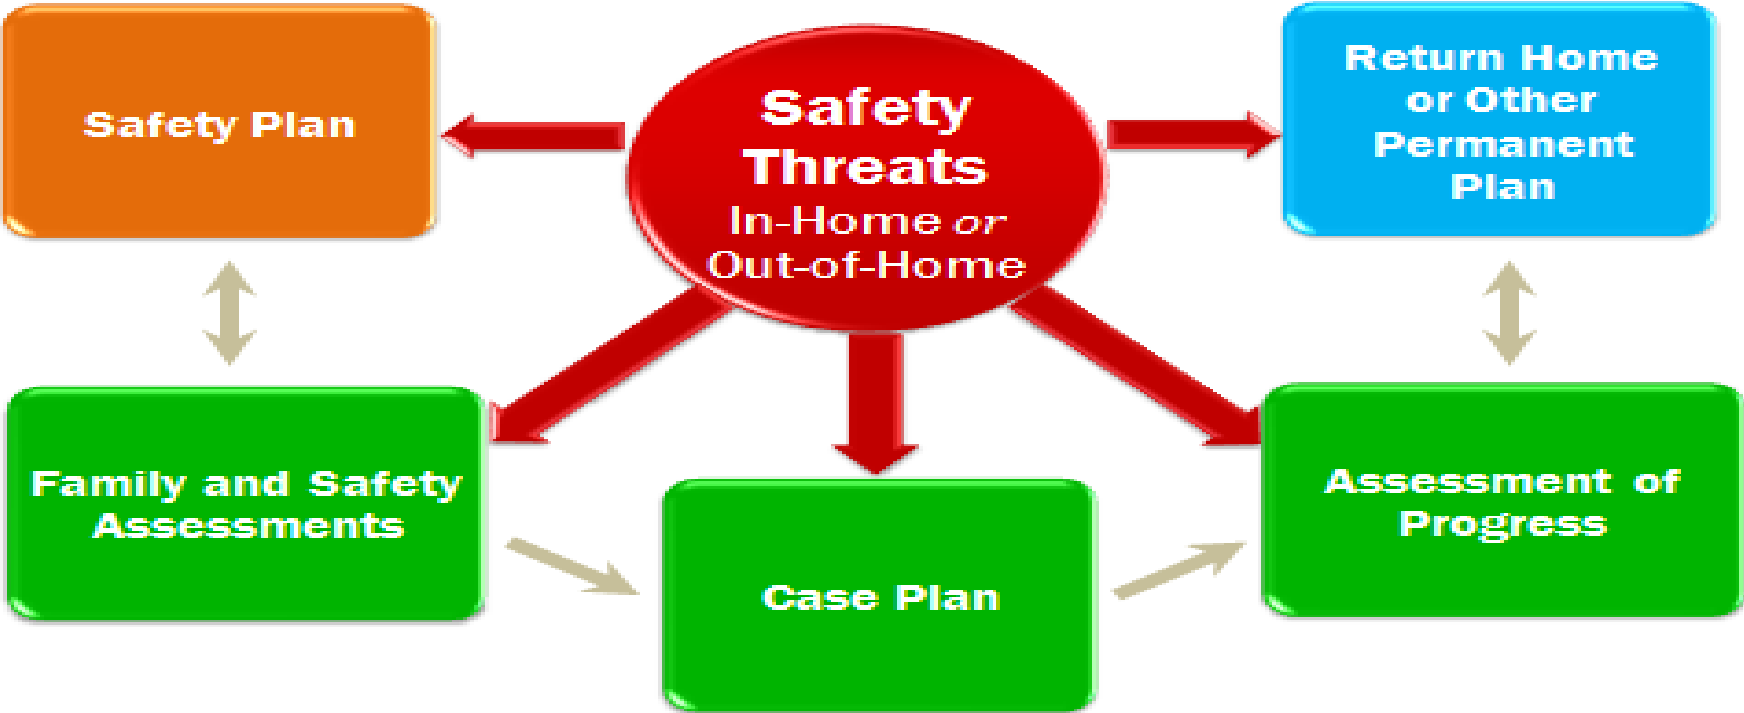 Safety Plan
Safety
Threats
In-Home or
Out-of-Home
Return Home
or Other
Permanent
Plan
Family and Safety
Assessments
Case Plan
Assessment of
Progress